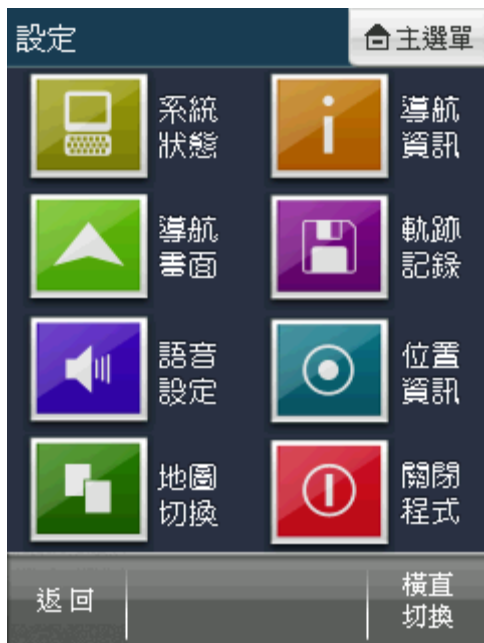 設定
主選單
系統
狀態
導航
資訊
導航
畫面
軌跡
記錄
語音
設定
位置
資訊
地圖
切換
關閉
程式
返回
橫直
切換